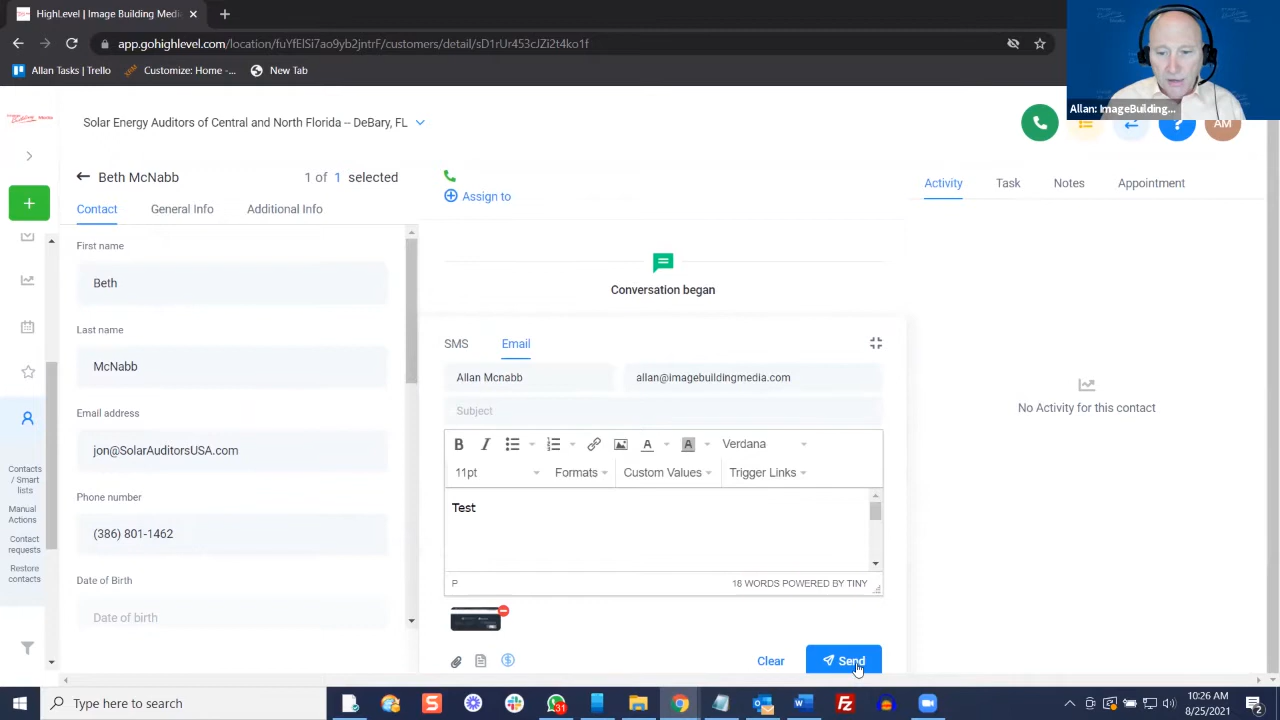 HighLevel | Image Building Medi
app.gohighlevel.com/location/fuYfElSi7ao9yb2jntrF/customers/detail/sD1rUr453cJZi2t4ko1f
Allan Tasks | Trello
Customize: Home -...
New Tab
Allan: ImageBuilding...
Solar Energy Auditors of Central and North Florida -- Debary, FL
AM
Beth McNabb
1 of 1 selected
Assign to
Activity
Task
Notes
Appointment
Contact
General Info
Additional Info
First name
Beth
Conversation began
Last name
McNabb
SMS
Email
Allan Mcnabb
allan@imagebuildingmedia.com
Subject
Email address
jon@SolarAuditorsUSA.com
B
I
A
A
Verdana
11pt
Formats
Custom Values
Trigger Links
No Activity for this contact
Contacts
/ Smart
lists
Manual
Actions
Contact
requests
Restore
contacts
Phone number
(386) 801-1462
Test
Date of Birth
Date of birth
P
18 WORDS POWERED BY TINY
Clear
Send
Type here to search
31
10:26 AM
8/25/2021
2